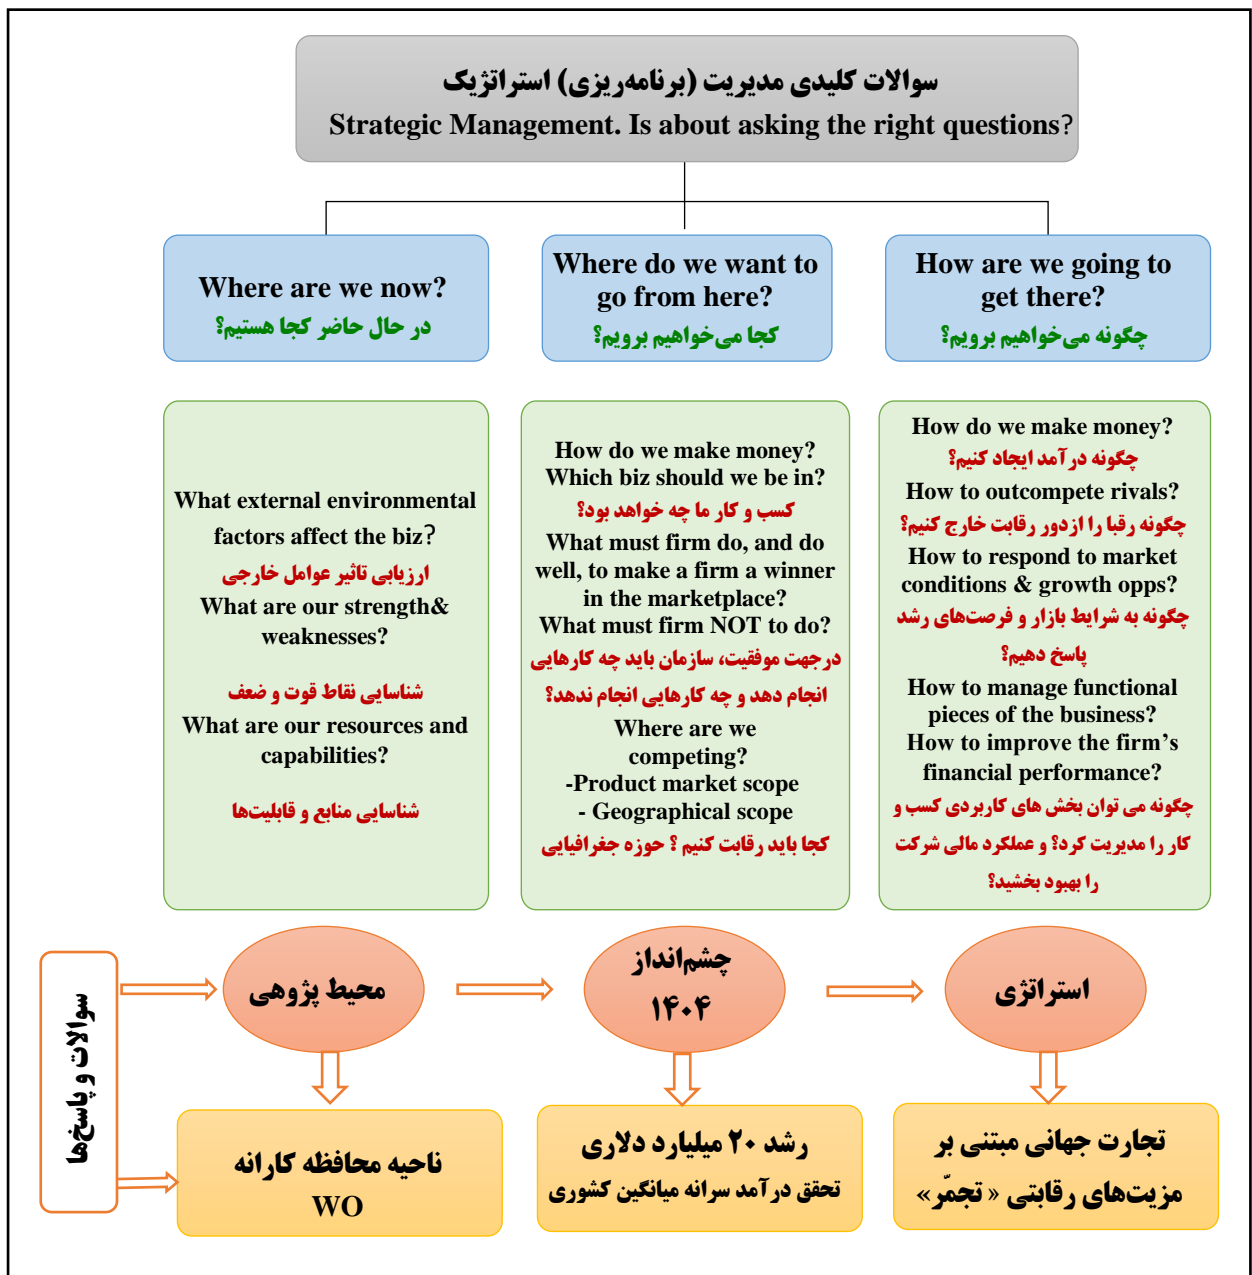 سوالات کلیدی مدیریت (برنامه‌ریزی) استراتژیک
Strategic Management. Is about asking the right questions?
Where are we now?
در حال حاضر کجا هستیم؟
Where do we want to
go from here?
کجا می‌خواهیم برویم؟
How are we going to
get there?
چگونه می‌خواهیم برویم؟
What external environmental
factors affect the biz?
ارزیابی تاثیر عوامل خارجی
What are our strength&
weaknesses?
شناسایی نقاط قوت و ضعف
What are our resources and
capabilities?
شناسایی منابع و قابلیت‌ها
How do we make money?
Which biz should we be in?
کسب و کار ما چه خواهد بود؟
What must firm do, and do
well, to make a firm a winner
in the marketplace?
What must firm NOT to do?
درجهت موفقیت، سازمان باید چه کارهایی
انجام دهد و چه کارهایی انجام ندهد؟
Where are we
competing?
-Product market scope
- Geographical scope
کجا باید رقابت کنیم ؟ حوزه جغرافیایی
How do we make money?
چگونه درآمد ایجاد کنیم؟
How to outcompete rivals?
چگونه رقبا را ازدور رقابت خارج کنیم؟
How to respond to market
conditions & growth opps?
چگونه به شرایط بازار و فرصت‌های رشد
پاسخ دهیم؟
How to manage functional
pieces of the business?
How to improve the firm’s
financial performance?
چگونه می توان بخش های کاربردی کسب و
کار را مدیریت کرد؟ و عملکرد مالی شرکت
را بهبود بخشید؟
سوالات و پاسخ‌ها
محیط پژوهی
چشم‌انداز
۱۴۰۴
استراتژی
ناحیه محافظه کارانه
WO
رشد ۲۰ میلیارد دلاری
تحقق درآمد سرانه میانگین کشوری
تجارت جهانی مبتنی بر
مزیت‌های رقابتی « تجمّر»